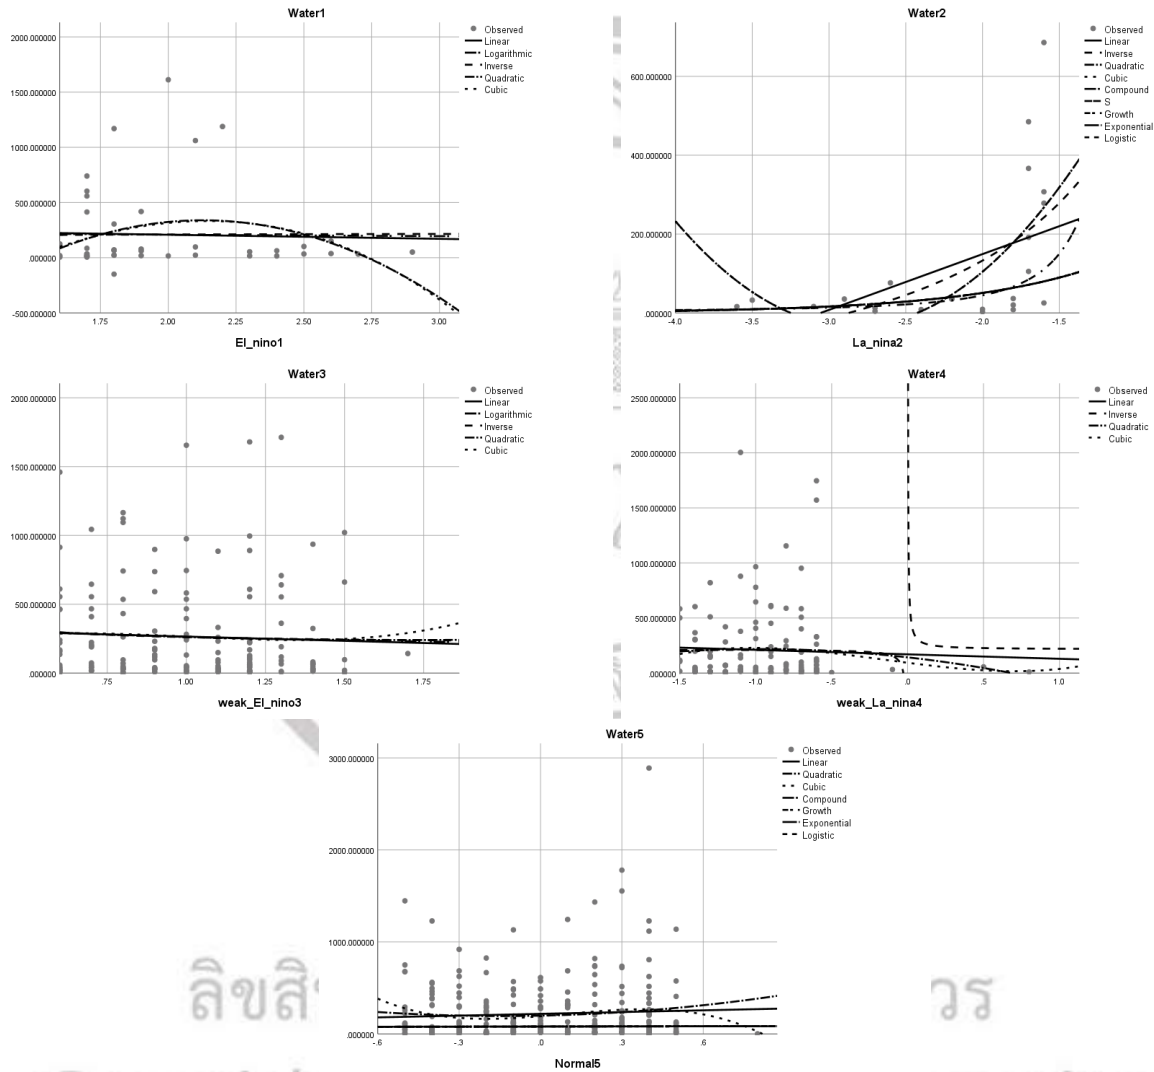 Water1
2000.000000
1500.000000
1000.000000
500.000000
.000000
-500.000000
1.75
2.00
2.25
2.50
2.75
3.00
El_nino1
Observed
Linear
Logarithmic
Inverse
Quadratic
Cubic
Water2
600.000000
400.000000
200.000000
.000000
-4.0
-3.5
-3.0
-2.5
-2.0
-1.5
La_nina2
Observed
Linear
Inverse
Quadratic
Cubic
Compound
S
Growth
Exponential
Logistic
Water3
2000.000000
1500.000000
1000.000000
500.000000
.000000
.75
1.00
1.25
1.50
1.75
weak_El_nino3
Observed
Linear
Logarithmic
Inverse
Quadratic
Cubic
Water4
2500.000000
2000.000000
1500.000000
1000.000000
500.000000
.000000
-1.5
-1.0
-.5
.0
.5
1.0
weak_La_nina4
Observed
Linear
Inverse
Quadratic
Cubic
Water5
3000.000000
2000.000000
1000.000000
.000000
-.6
-.3
.0
.3
.6
Normal5
Observed
Linear
Quadratic
Cubic
Compound
Growth
Exponential
Logistic